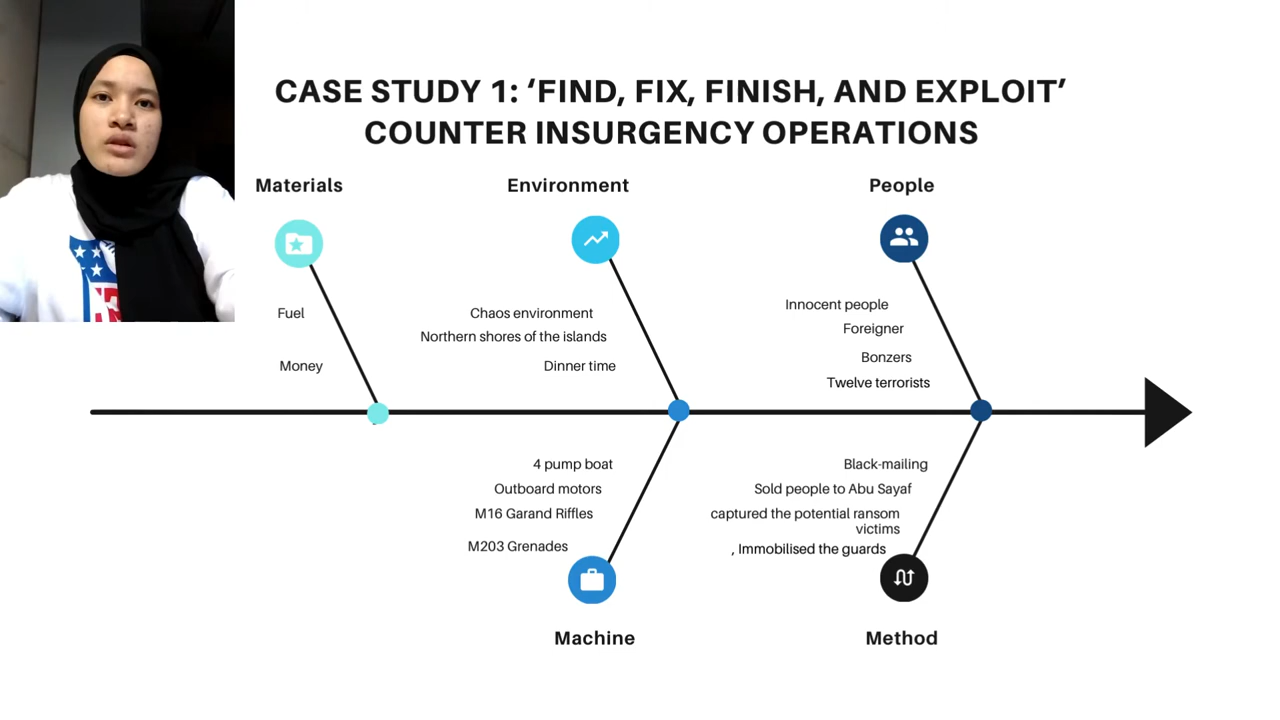 CASE STUDY 1: ‘FIND, FIX, FINISH, AND EXPLOIT’
COUNTER INSURGENCY OPERATIONS
Materials
Environment
People
Fuel
Money
Chaos environment
Northern shores of the islands
Dinner time
Innocent people
Foreigner
Bonzers
Twelve terrorists
4 pump boat
Outboard motors
M16 Garand Riffles
M203 Grenades
Black-mailing
Sold people to Abu Sayaf
captured the potential ransom
victims
, Immobilised the guards
Machine
Method